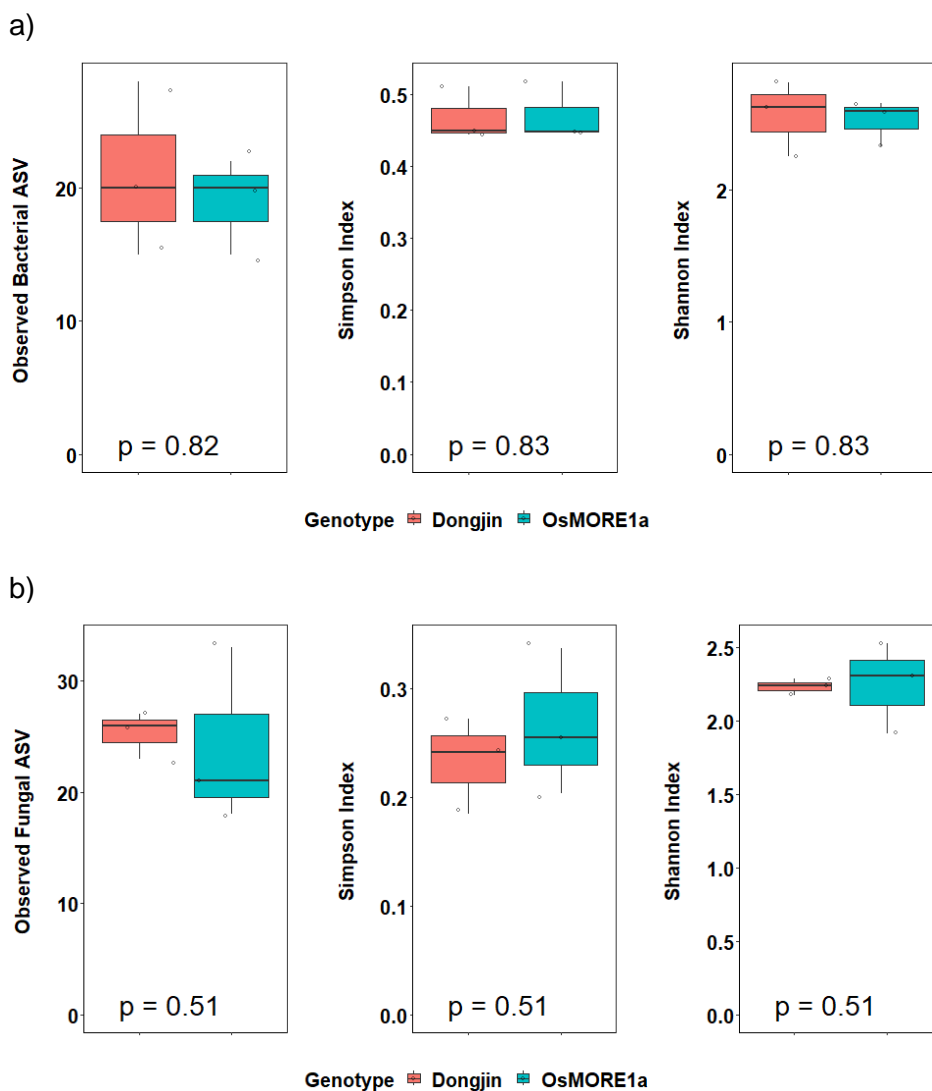 a)
Observed Bacterial ASV
20
10
0
p = 0.82
Simpson Index
0.5
0.4
0.3
0.2
0.1
0.0
p = 0.83
Shannon Index
2
1
0
p = 0.83
Genotype Dongjin OsMORE1a
b)
Observed Fungal ASV
30
20
10
0
p = 0.51
Simpson Index
0.3
0.2
0.1
0.0
p = 0.51
Shannon Index
2.5
2.0
1.5
1.0
0.5
0.0
p = 0.51
Genotype Dongjin OsMORE1a